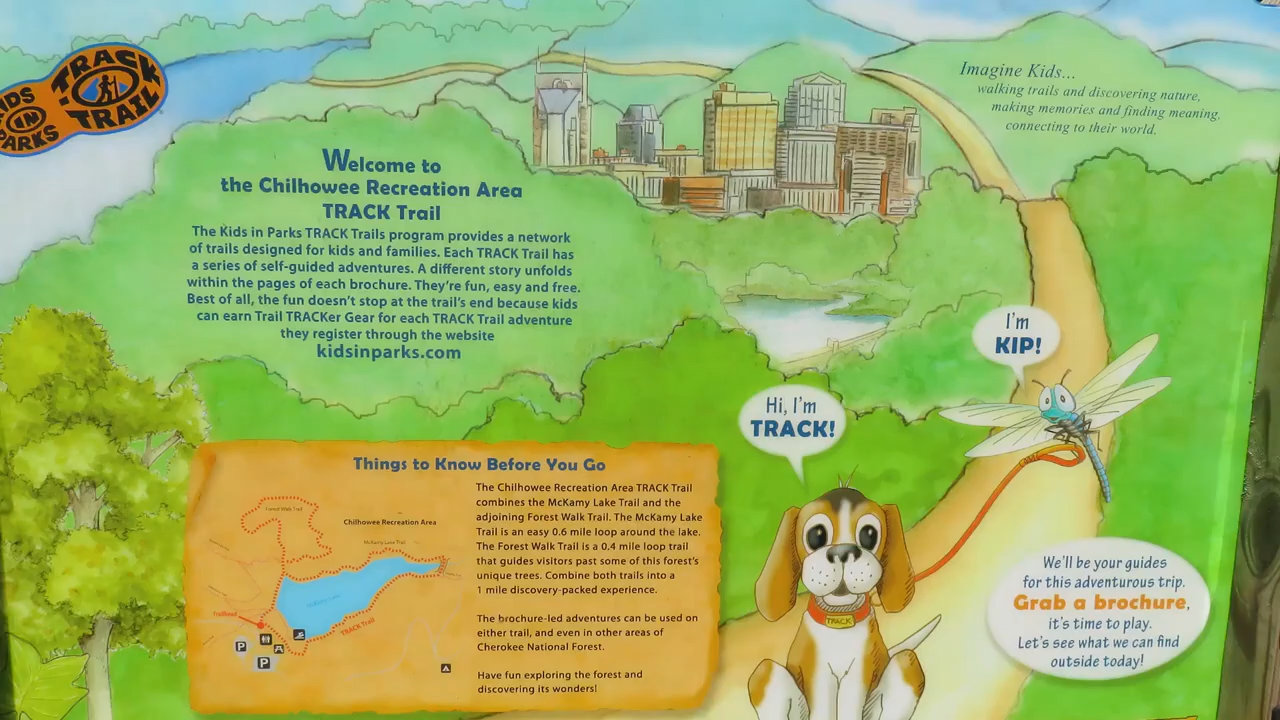 KIDS
IN
PARKS
TRACK
TRAIL
Imagine Kids...
walking trails and discovering nature,
making memories and finding meaning,
connecting to their world.
Welcome to
the Chilhowee Recreation Area
TRACK Trail
The Kids in Parks TRACK Trails program provides a network
of trails designed for kids and families. Each TRACK Trail has
a series of self-guided adventures. A different story unfolds
within the pages of each brochure. They're fun, easy and free.
Best of all, the fun doesn't stop at the trail's end because kids
can earn Trail TRACKer Gear for each TRACK Trail adventure
they register through the website
kidsinparks.com
I'm
KIP!
Hi, I'm
TRACK!
Things to Know Before You Go
The Chilhowee Recreation Area TRACK Trail
combines the McKamy Lake Trail and the
adjoining Forest Walk Trail. The McKamy Lake
Trail is an easy 0.6 mile loop around the lake.
The Forest Walk Trail is a 0.4 mile loop trail
that guides visitors past some of this forest's
unique trees. Combine both trails into a
1 mile discovery-packed experience.
The brochure-led adventures can be used on
either trail, and even in other areas of
Cherokee National Forest.
Have fun exploring the forest and
discovering its wonders!
Forest Walk Trail
Chilhowee Recreation Area
McKamy Lake Trail
McKamy Lake
Trailhead
TRACK Trail
P
P
TRACK
We'll be your guides
for this adventurous trip.
Grab a brochure,
it's time to play.
Let's see what we can find
outside today!